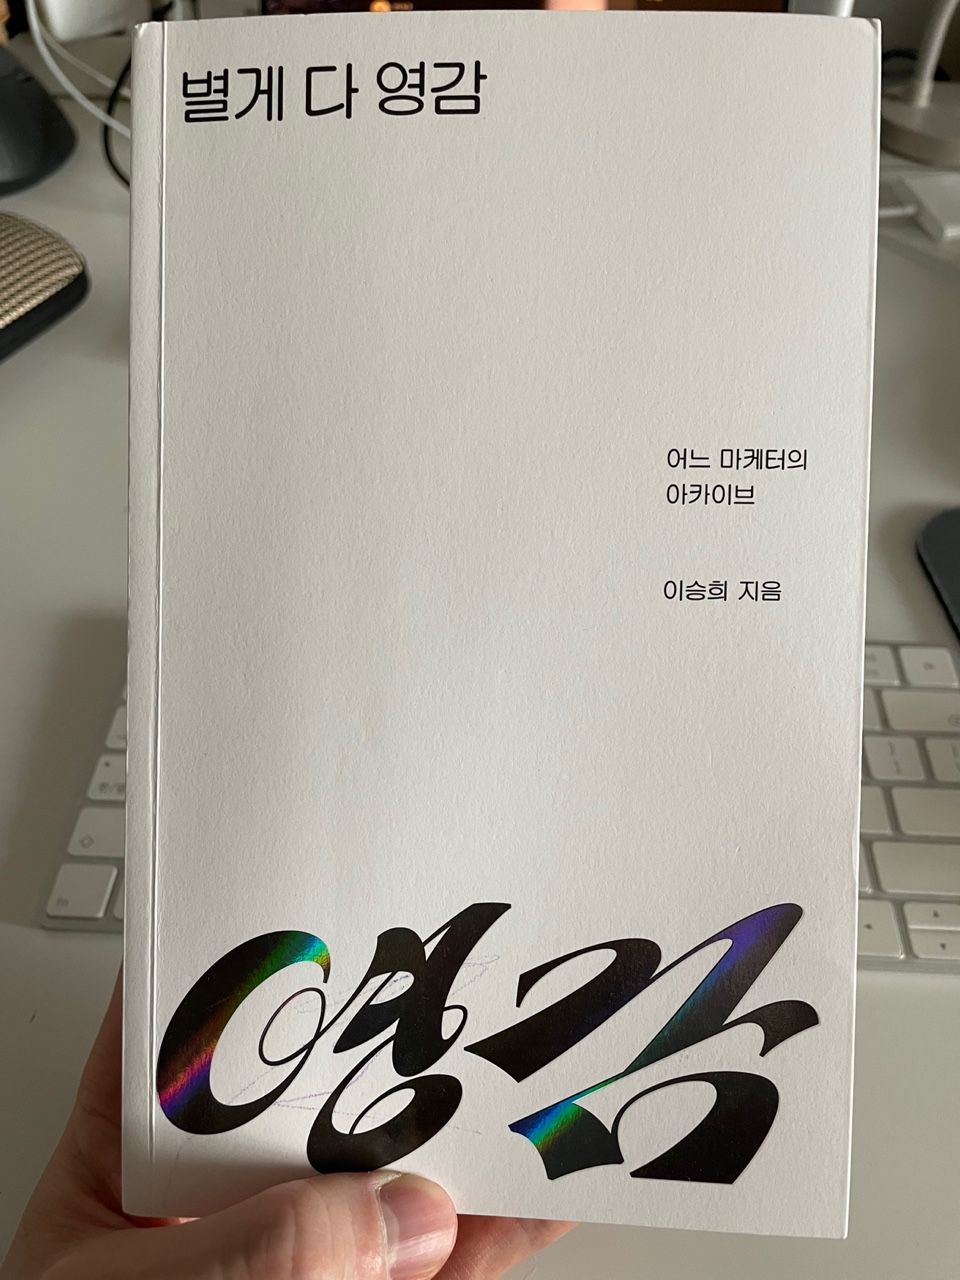 별게 다 영감
어느 마케터의
아카이브
이승희 지음
영감
fn